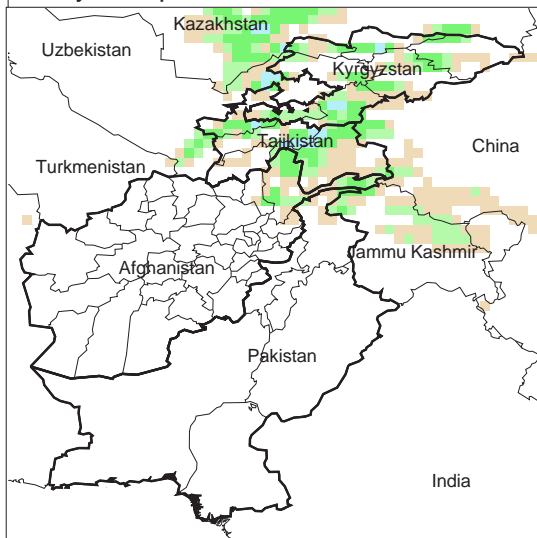 Kazakhstan
Uzbekistan
Kyrgyzstan
Tajikistan
China
Turkmenistan
Jammu Kashmir
Afghanistan
Pakistan
India